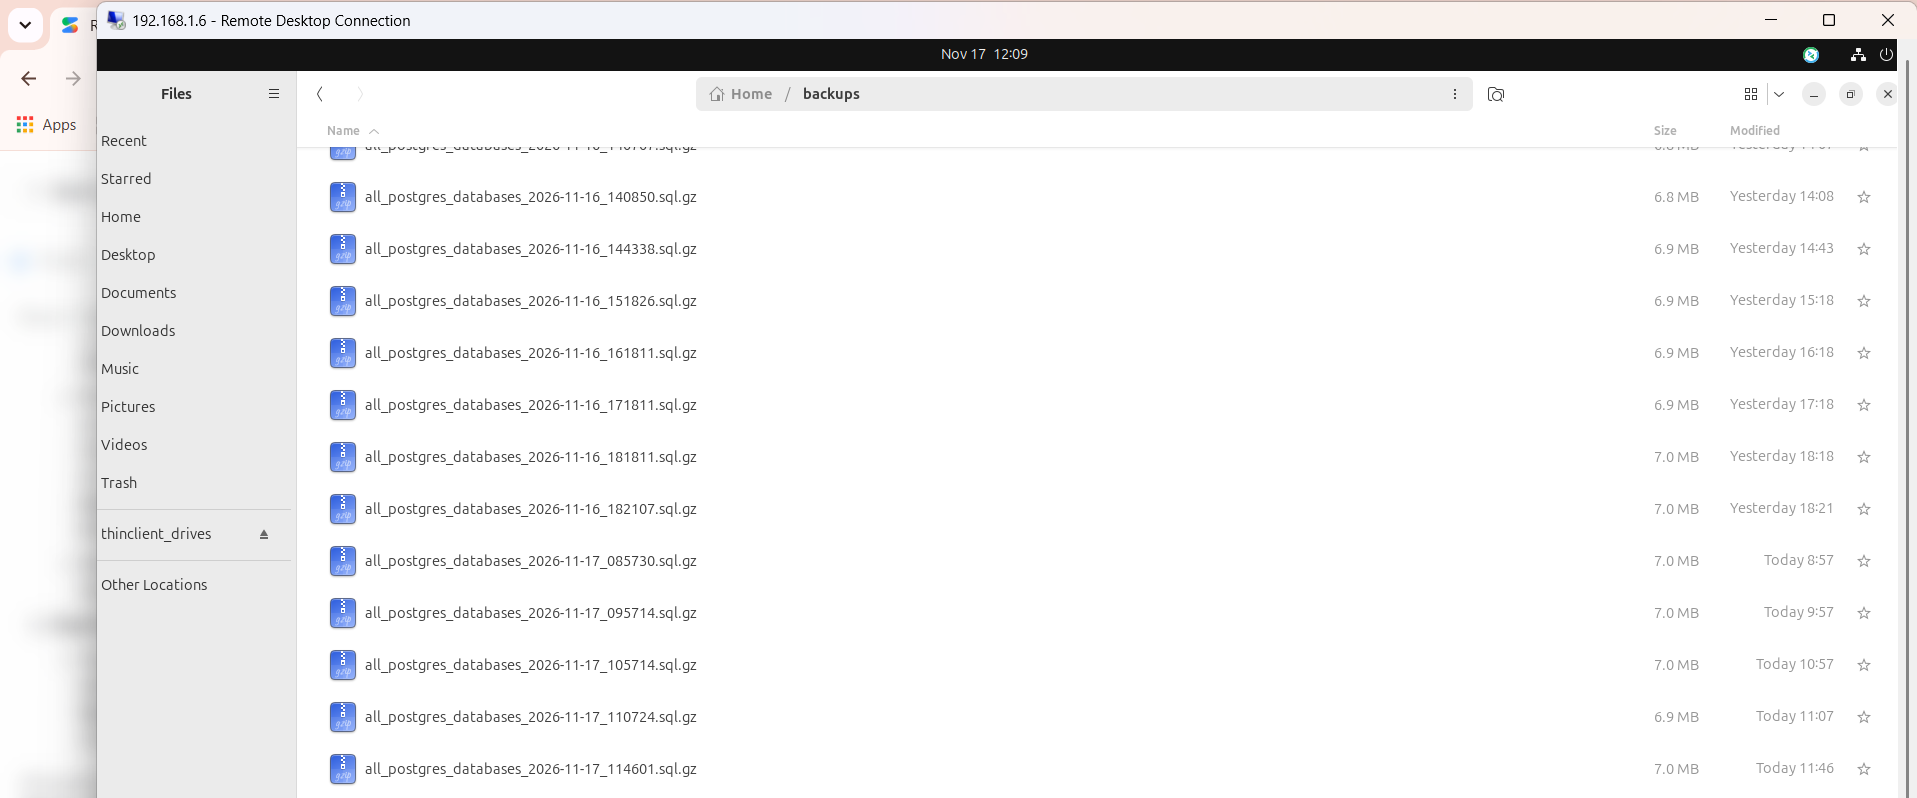 192.168.1.6 - Remote Desktop Connection
Nov 17 12:09
Files
Home / backups
Apps
Recent
Starred
Home
Desktop
Documents
Downloads
Music
Pictures
Videos
Trash
thinclient_drives
Other Locations
Name Size Modified
all_postgres_databases_2026-11-16_140850.sql.gz 6.8 MB Yesterday 14:08
all_postgres_databases_2026-11-16_144338.sql.gz 6.9 MB Yesterday 14:43
all_postgres_databases_2026-11-16_151826.sql.gz 6.9 MB Yesterday 15:18
all_postgres_databases_2026-11-16_161811.sql.gz 6.9 MB Yesterday 16:18
all_postgres_databases_2026-11-16_171811.sql.gz 6.9 MB Yesterday 17:18
all_postgres_databases_2026-11-16_181811.sql.gz 7.0 MB Yesterday 18:18
all_postgres_databases_2026-11-16_182107.sql.gz 7.0 MB Yesterday 18:21
all_postgres_databases_2026-11-17_085730.sql.gz 7.0 MB Today 8:57
all_postgres_databases_2026-11-17_095714.sql.gz 7.0 MB Today 9:57
all_postgres_databases_2026-11-17_105714.sql.gz 7.0 MB Today 10:57
all_postgres_databases_2026-11-17_110724.sql.gz 6.9 MB Today 11:07
all_postgres_databases_2026-11-17_114601.sql.gz 7.0 MB Today 11:46